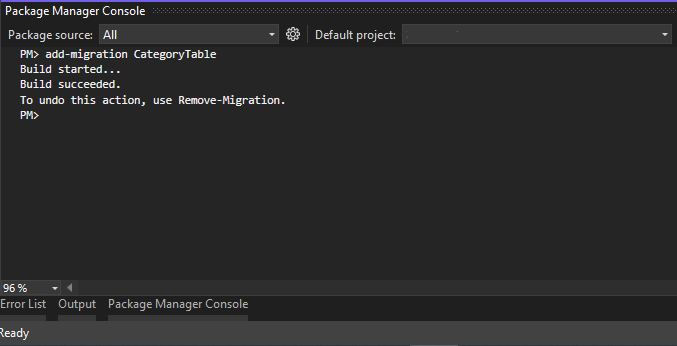 Package Manager Console
Package source: All Default project:
PM> add-migration CategoryTable
Build started...
Build succeeded.
To undo this action, use Remove-Migration.
PM>
96 %
Error List Output Package Manager Console
Ready